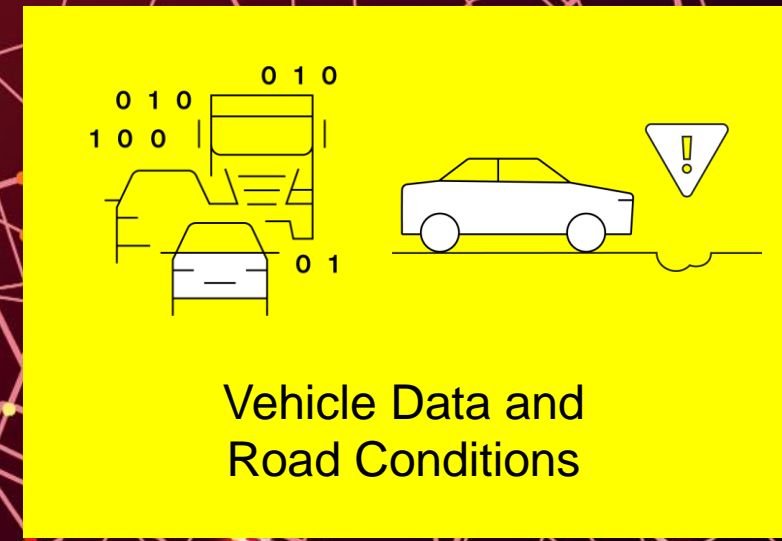 0 1 0
0 1 0
1 0 0
!
0 1
Vehicle Data and
Road Conditions